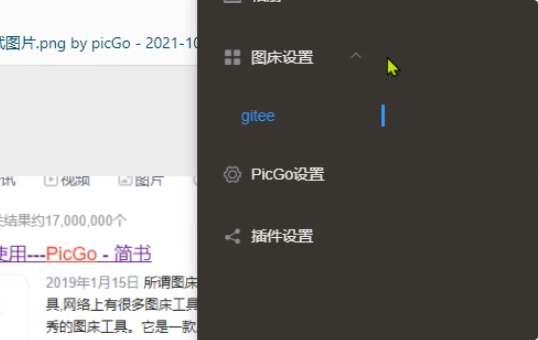 图床设置
式图片.png by picGo - 2021-10
gitee
PicGo设置
讯 视频 图片
结果约17,000,000个
插件设置
使用---PicGo - 简书
2019年1月15日 所谓图床
具,网络上有很多图床工具
秀的图床工具。它是一款